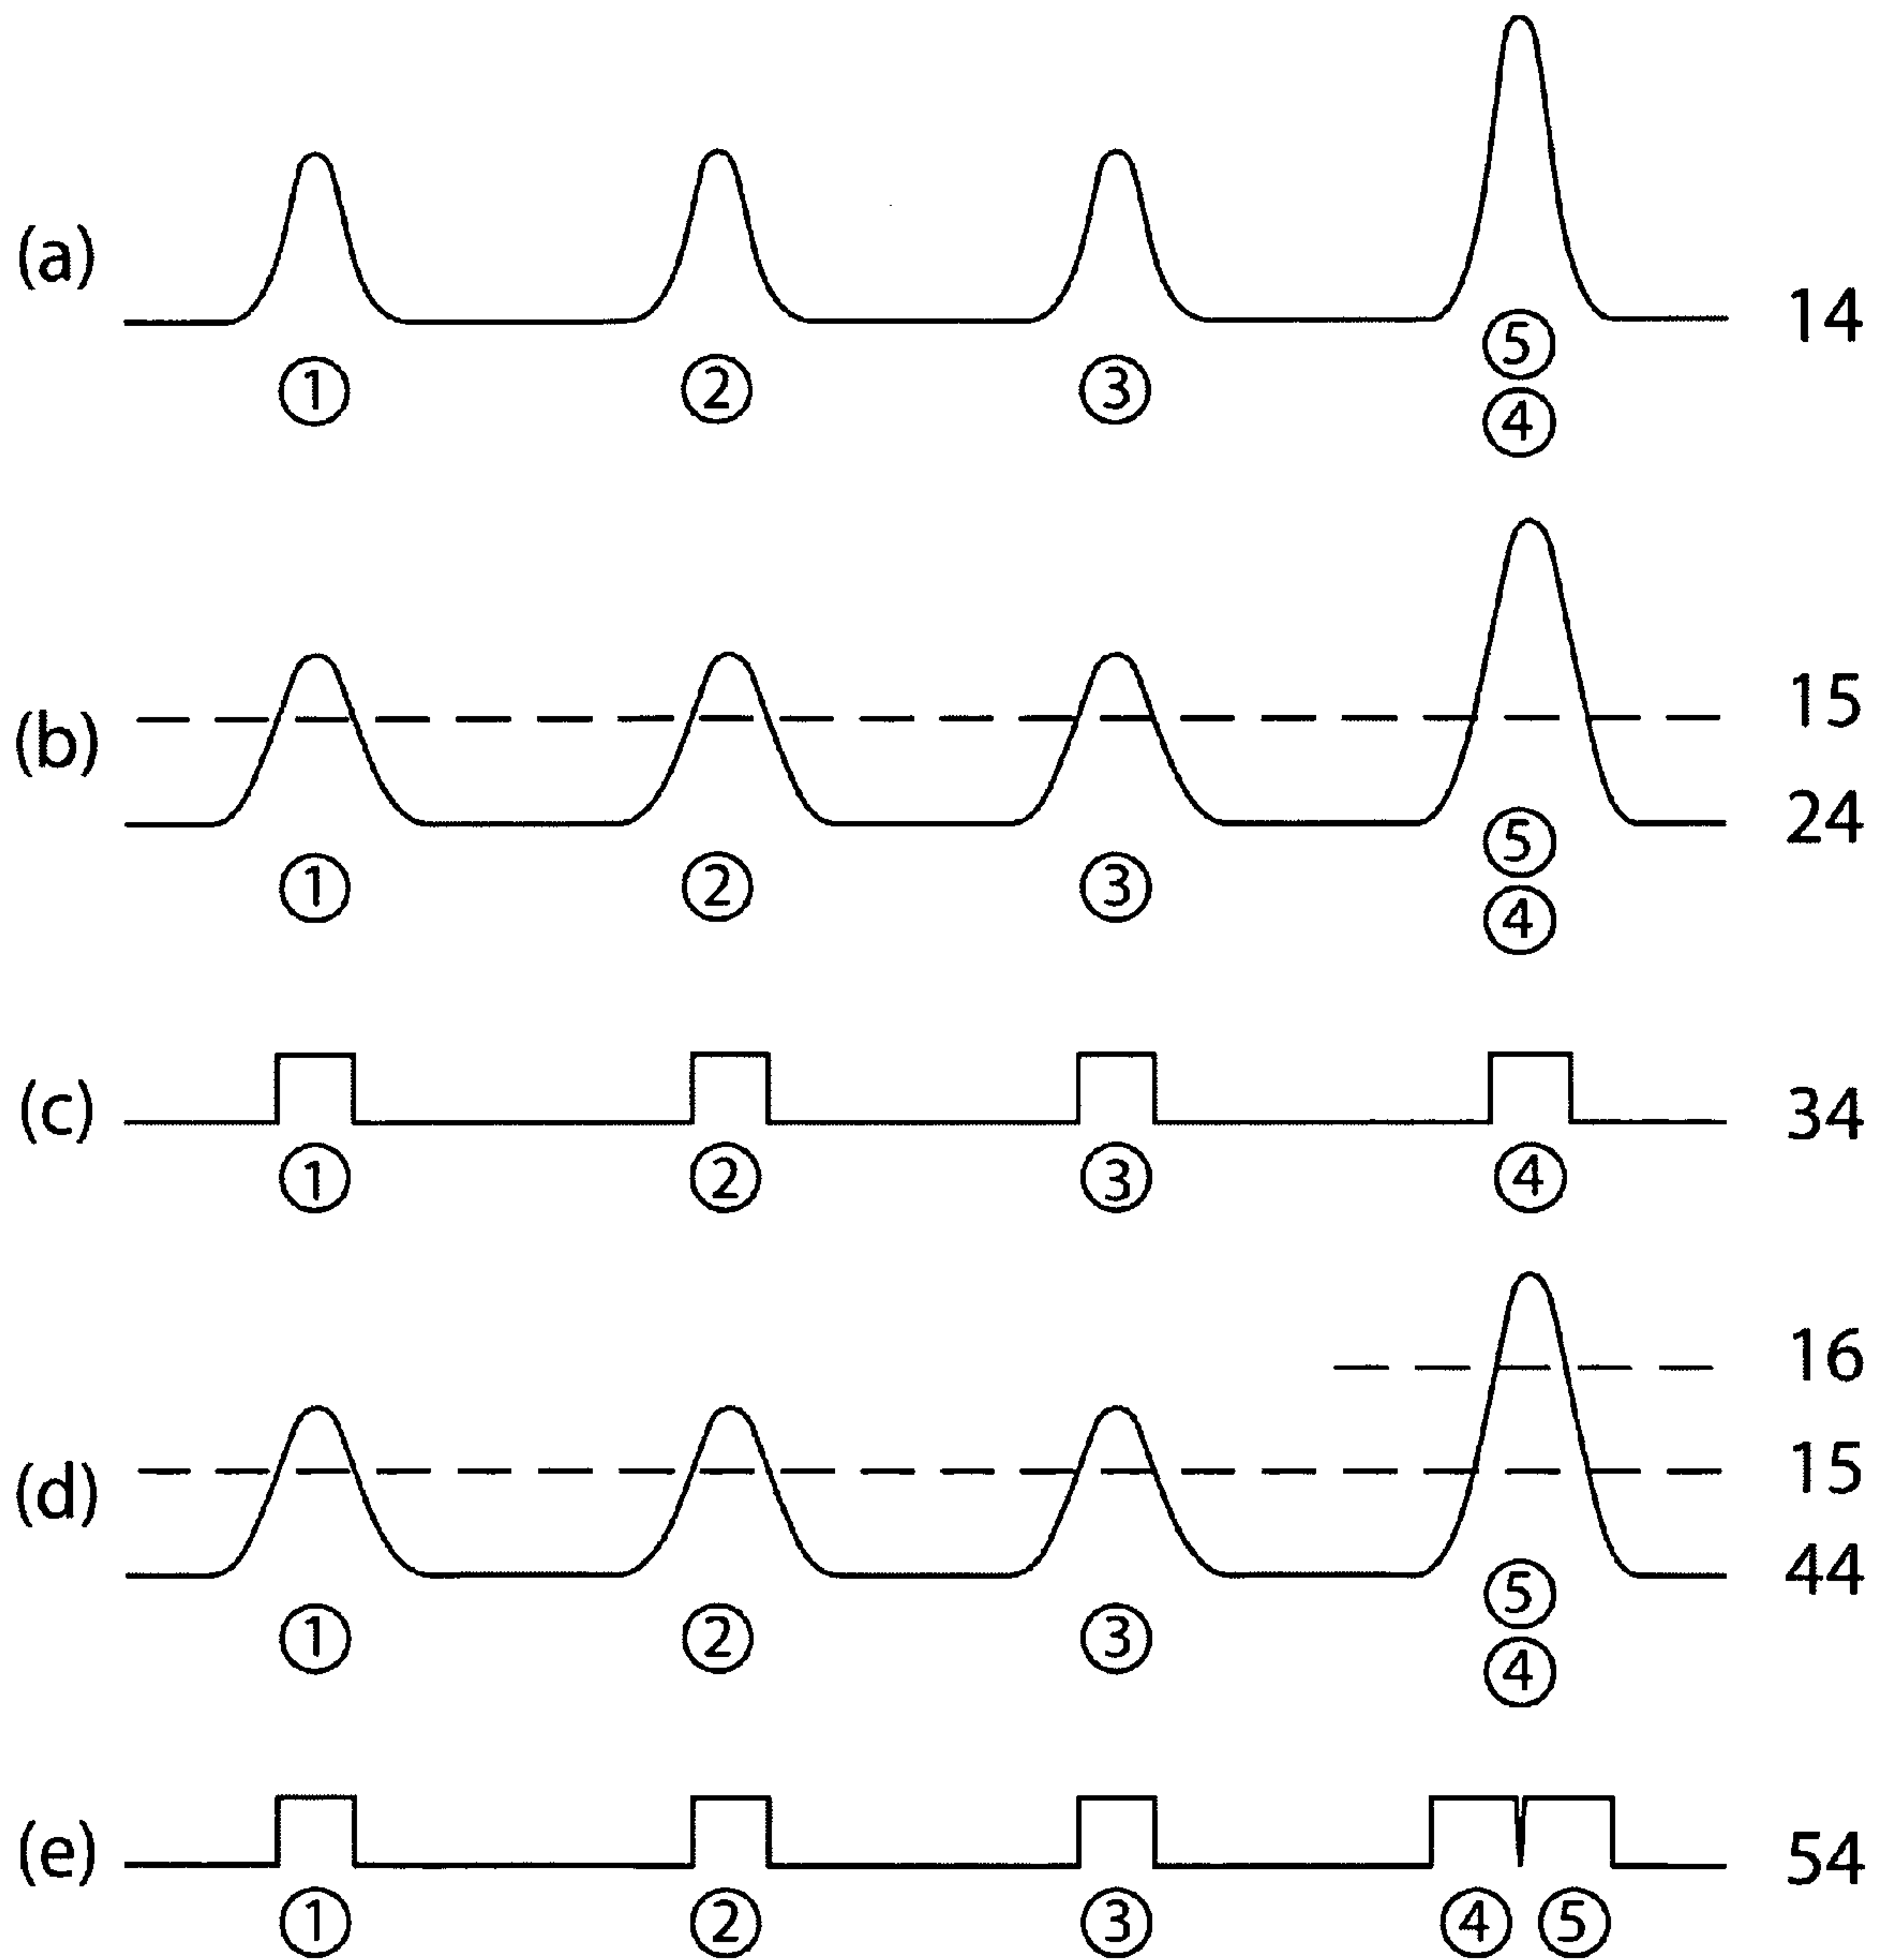 (a)
14
① ② ③ ⑤
④
15
(b)
24
① ② ③ ⑤
④
(c)
34
① ② ③ ④
16
15
(d)
44
① ② ③ ⑤
④
(e)
54
① ② ③ ④ ⑤